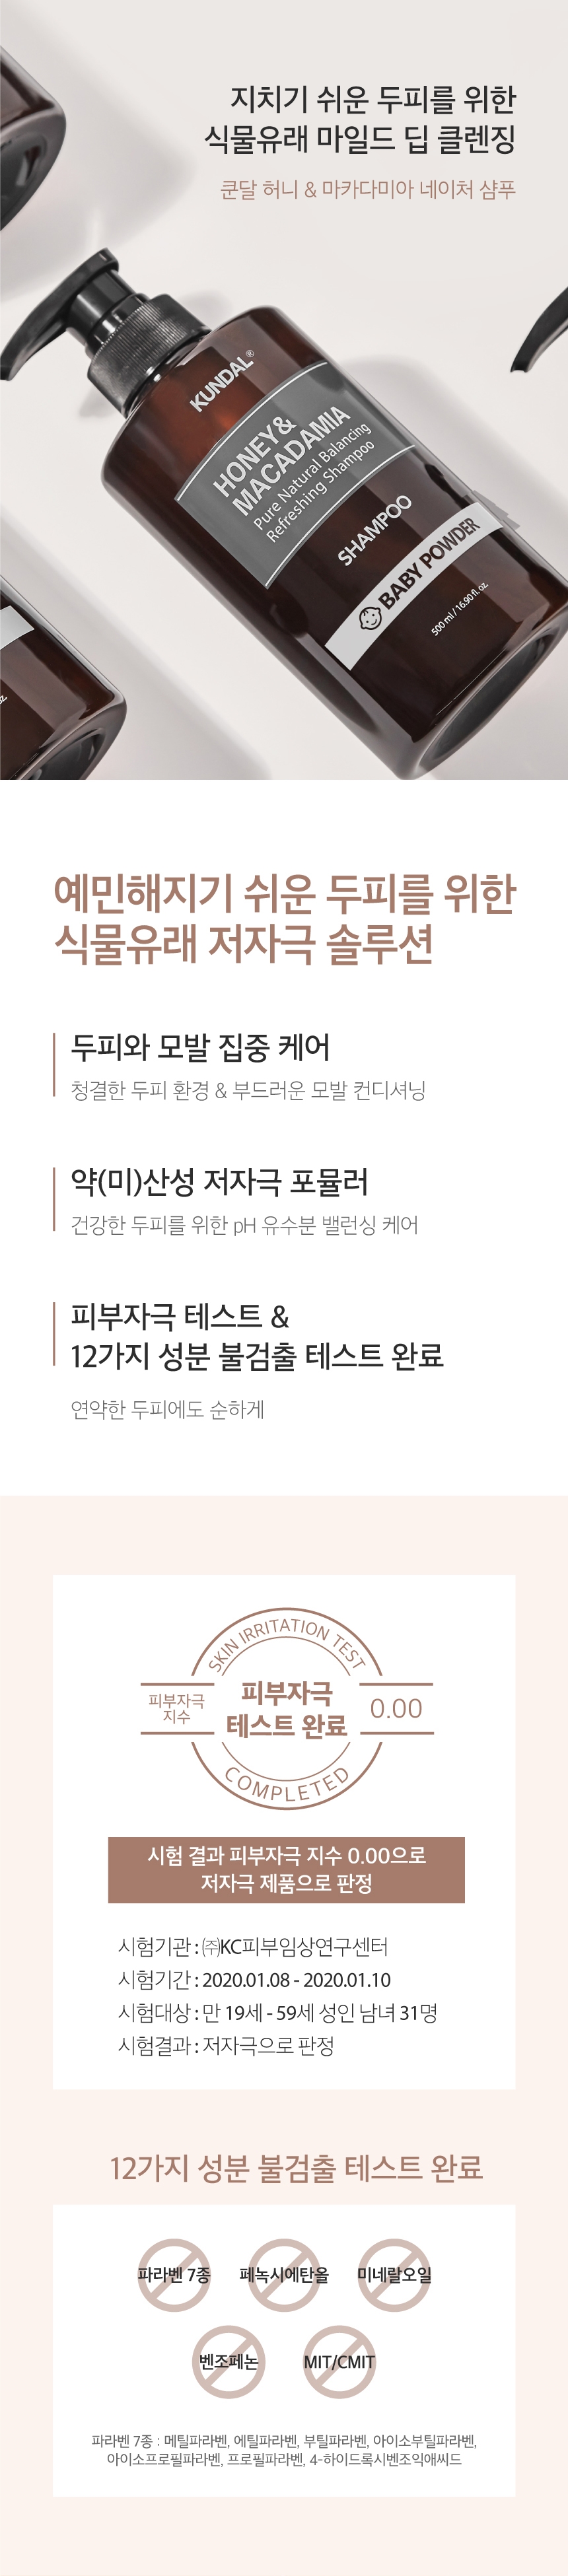 지치기 쉬운 두피를 위한
식물유래 마일드 딥 클렌징
쿤달 허니 & 마카다미아 네이처 샴푸
KUNDAL®
HONEY&
MACADAMIA
Pure Natural Balancing
Refreshing Shampoo
SHAMPOO
BABY POWDER
500 ml / 16.90 fl. oz.
예민해지기 쉬운 두피를 위한
식물유래 저자극 솔루션
두피와 모발 집중 케어
청결한 두피 환경 & 부드러운 모발 컨디셔닝
약(미)산성 저자극 포뮬러
건강한 두피를 위한 pH 유수분 밸런싱 케어
피부자극 테스트 &
12가지 성분 불검출 테스트 완료
연약한 두피에도 순하게
SKIN IRRITATION TEST
피부자극
지수
피부자극
테스트 완료
0.00
COMPLETED
시험 결과 피부자극 지수 0.00으로
저자극 제품으로 판정
시험기관 : ㈜KC피부임상연구센터
시험기간 : 2020.01.08 - 2020.01.10
시험대상 : 만 19세 - 59세 성인 남녀 31명
시험결과 : 저자극으로 판정
12가지 성분 불검출 테스트 완료
파라벤 7종 페녹시에탄올 미네랄오일
벤조페논 MIT/CMIT
파라벤 7종 : 메틸파라벤, 에틸파라벤, 부틸파라벤, 아이소부틸파라벤,
아이소프로필파라벤, 프로필파라벤, 4-하이드록시벤조익애씨드